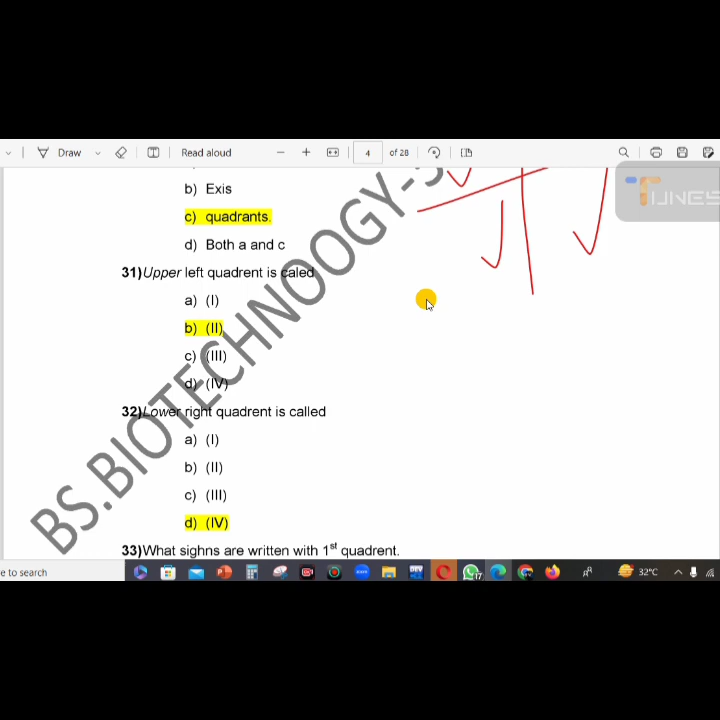 Draw
Read aloud
4
of 28
TUNES
b) Exis
c) quadrants.
d) Both a and c
31)Upper left quadrent is caled
a) (I)
b) (II)
c) (III)
d) (IV)
32)Lower right quadrent is called
a) (I)
b) (II)
c) (III)
d) (IV)
33)What sighns are written with 1st quadrent.
BS.BIOTECHNOOGY-
e to search
17
32°C